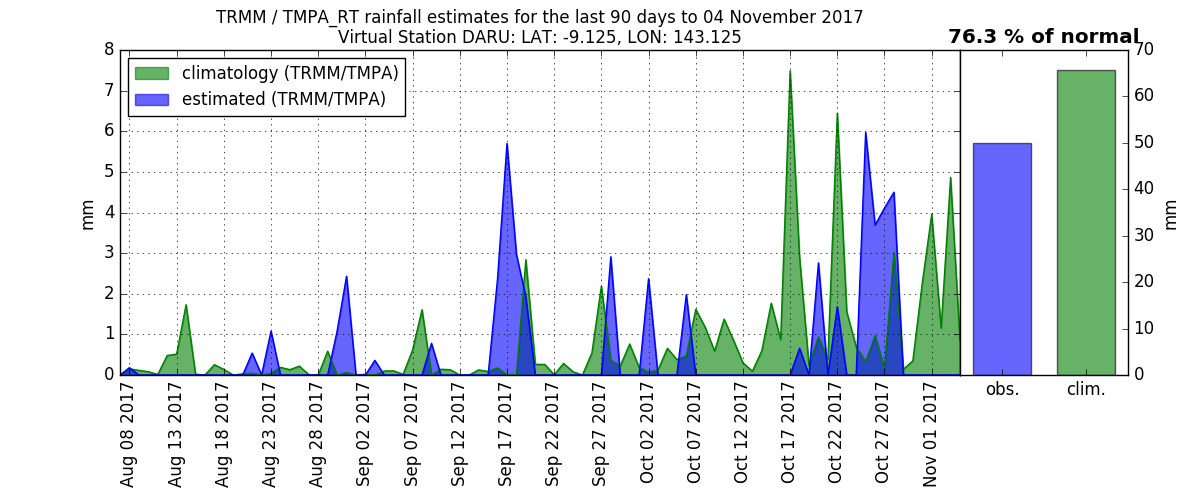 TRMM / TMPA_RT rainfall estimates for the last 90 days to 04 November 2017
Virtual Station DARU: LAT: -9.125, LON: 143.125
76.3 % of normal
climatology (TRMM/TMPA)
estimated (TRMM/TMPA)
8
7
6
5
4
3
2
1
0
mm
Aug 08 2017
Aug 13 2017
Aug 18 2017
Aug 23 2017
Aug 28 2017
Sep 02 2017
Sep 07 2017
Sep 12 2017
Sep 17 2017
Sep 22 2017
Sep 27 2017
Oct 02 2017
Oct 07 2017
Oct 12 2017
Oct 17 2017
Oct 22 2017
Oct 27 2017
Nov 01 2017
obs.
clim.
70
60
50
40
30
20
10
0
mm